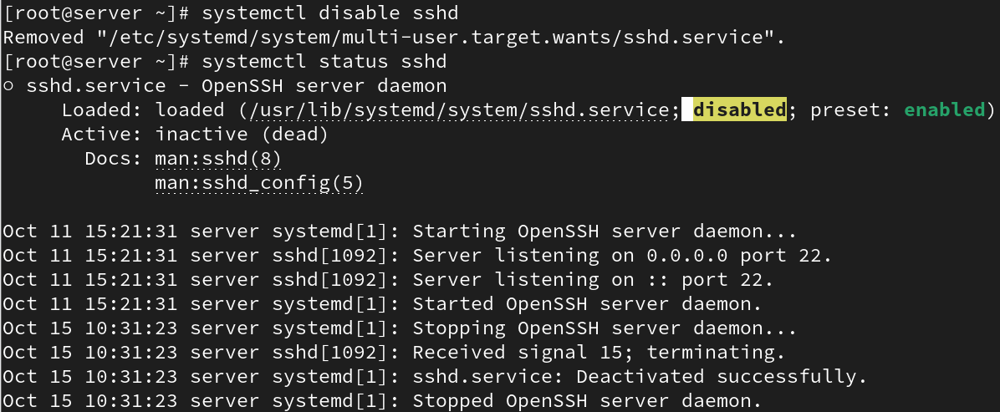 [root@server ~]# systemctl disable sshd
Removed "/etc/systemd/system/multi-user.target.wants/sshd.service".
[root@server ~]# systemctl status sshd
○ sshd.service - OpenSSH server daemon
     Loaded: loaded (/usr/lib/systemd/system/sshd.service; disabled; preset: enabled)
     Active: inactive (dead)
       Docs: man:sshd(8)
             man:sshd_config(5)

Oct 11 15:21:31 server systemd[1]: Starting OpenSSH server daemon...
Oct 11 15:21:31 server sshd[1092]: Server listening on 0.0.0.0 port 22.
Oct 11 15:21:31 server sshd[1092]: Server listening on :: port 22.
Oct 11 15:21:31 server systemd[1]: Started OpenSSH server daemon.
Oct 15 10:31:23 server systemd[1]: Stopping OpenSSH server daemon...
Oct 15 10:31:23 server sshd[1092]: Received signal 15; terminating.
Oct 15 10:31:23 server systemd[1]: sshd.service: Deactivated successfully.
Oct 15 10:31:23 server systemd[1]: Stopped OpenSSH server daemon.